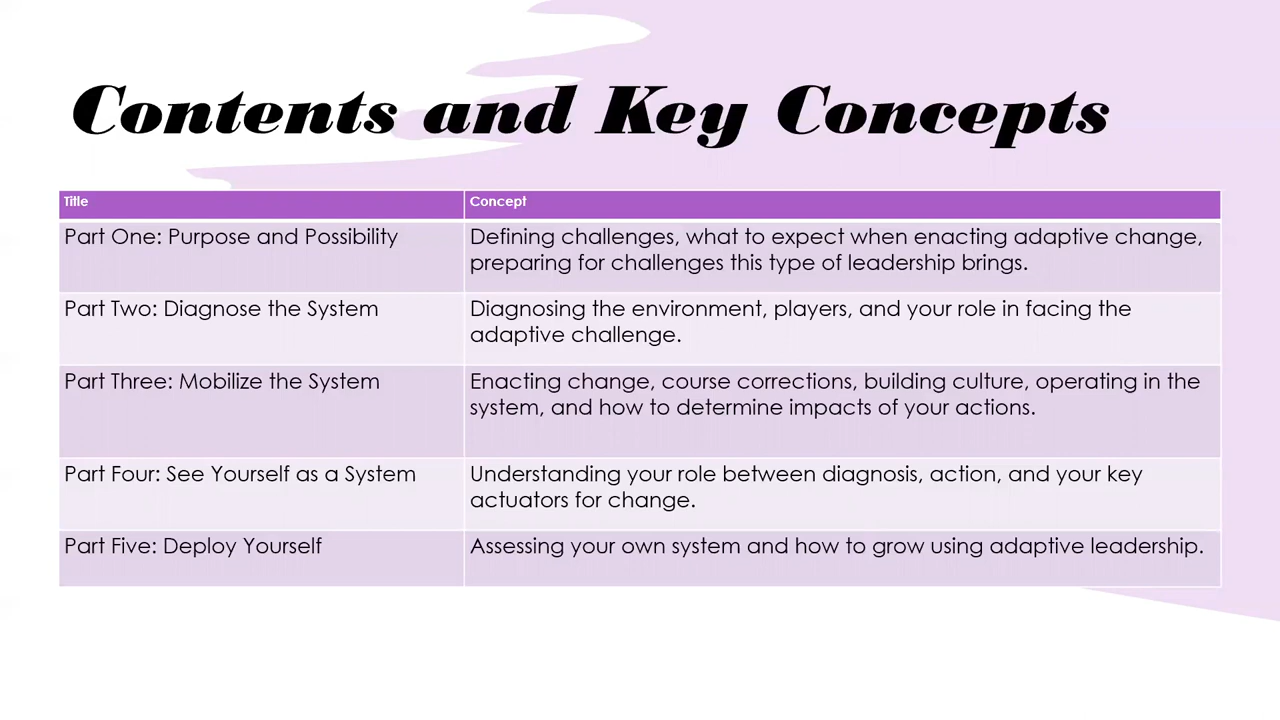 Contents and Key Concepts
Title
Concept
Part One: Purpose and Possibility
Defining challenges, what to expect when enacting adaptive change,
preparing for challenges this type of leadership brings.
Part Two: Diagnose the System
Diagnosing the environment, players, and your role in facing the
adaptive challenge.
Part Three: Mobilize the System
Enacting change, course corrections, building culture, operating in the
system, and how to determine impacts of your actions.
Part Four: See Yourself as a System
Understanding your role between diagnosis, action, and your key
actuators for change.
Part Five: Deploy Yourself
Assessing your own system and how to grow using adaptive leadership.